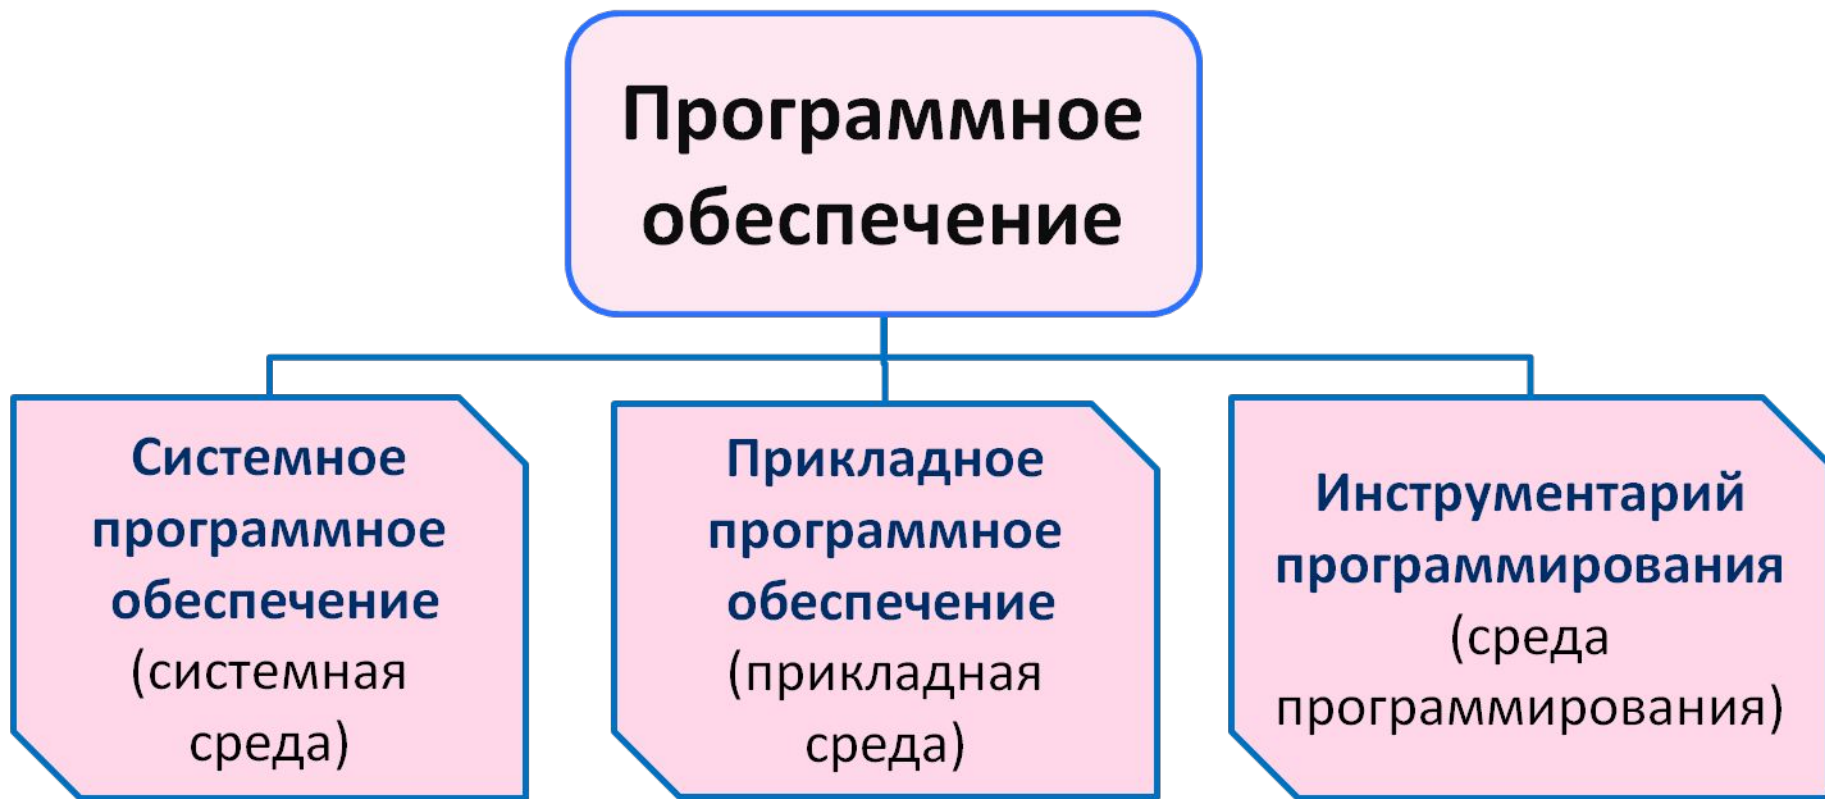 Программное
обеспечение
Системное
программное
обеспечение
(системная
среда)
Прикладное
программное
обеспечение
(прикладная
среда)
Инструментарий
программирования
(среда
программирования)